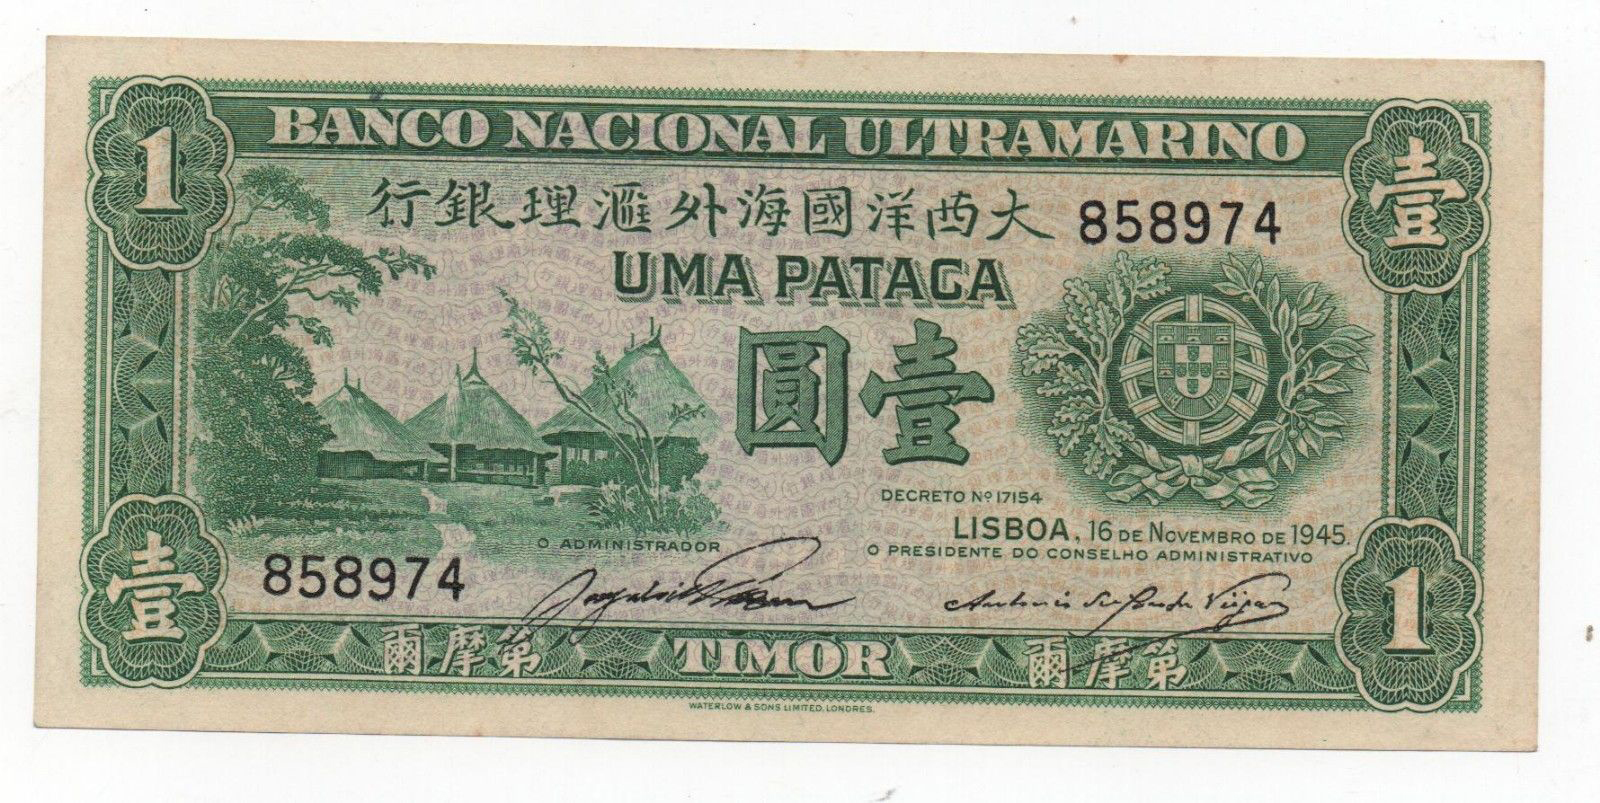 1
BANCO NACIONAL ULTRAMARINO
壹
大西洋國海外滙理銀行
858974
UMA PATACA
壹圓
DECRETO Nº 17154
LISBOA, 16 DE NOVEMBRO DE 1945.
O ADMINISTRADOR
O PRESIDENTE DO CONSELHO ADMINISTRATIVO
858974
壹
第摩爾
TIMOR
第摩爾
1
WATERLOW & SONS LIMITED, LONDRES.